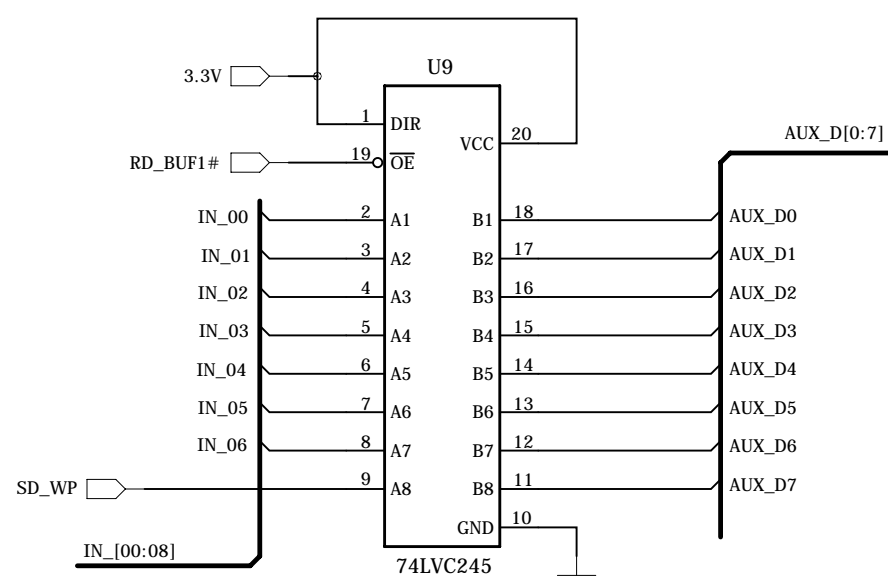 U9
3.3V
1 DIR
VCC 20
AUX_D[0:7]
RD_BUF1# 19 OE
IN_00 2 A1 B1 18 AUX_D0
IN_01 3 A2 B2 17 AUX_D1
IN_02 4 A3 B3 16 AUX_D2
IN_03 5 A4 B4 15 AUX_D3
IN_04 6 A5 B5 14 AUX_D4
IN_05 7 A6 B6 13 AUX_D5
IN_06 8 A7 B7 12 AUX_D6
SD_WP 9 A8 B8 11 AUX_D7
GND 10
IN_[00:08]
74LVC245